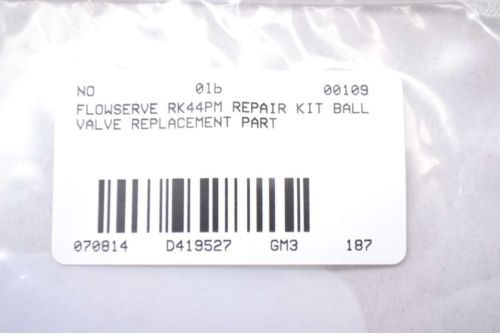 NO 01b 00109
FLOWSERVE RK44PM REPAIR KIT BALL
VALVE REPLACEMENT PART
070814 D419527 GM3 187